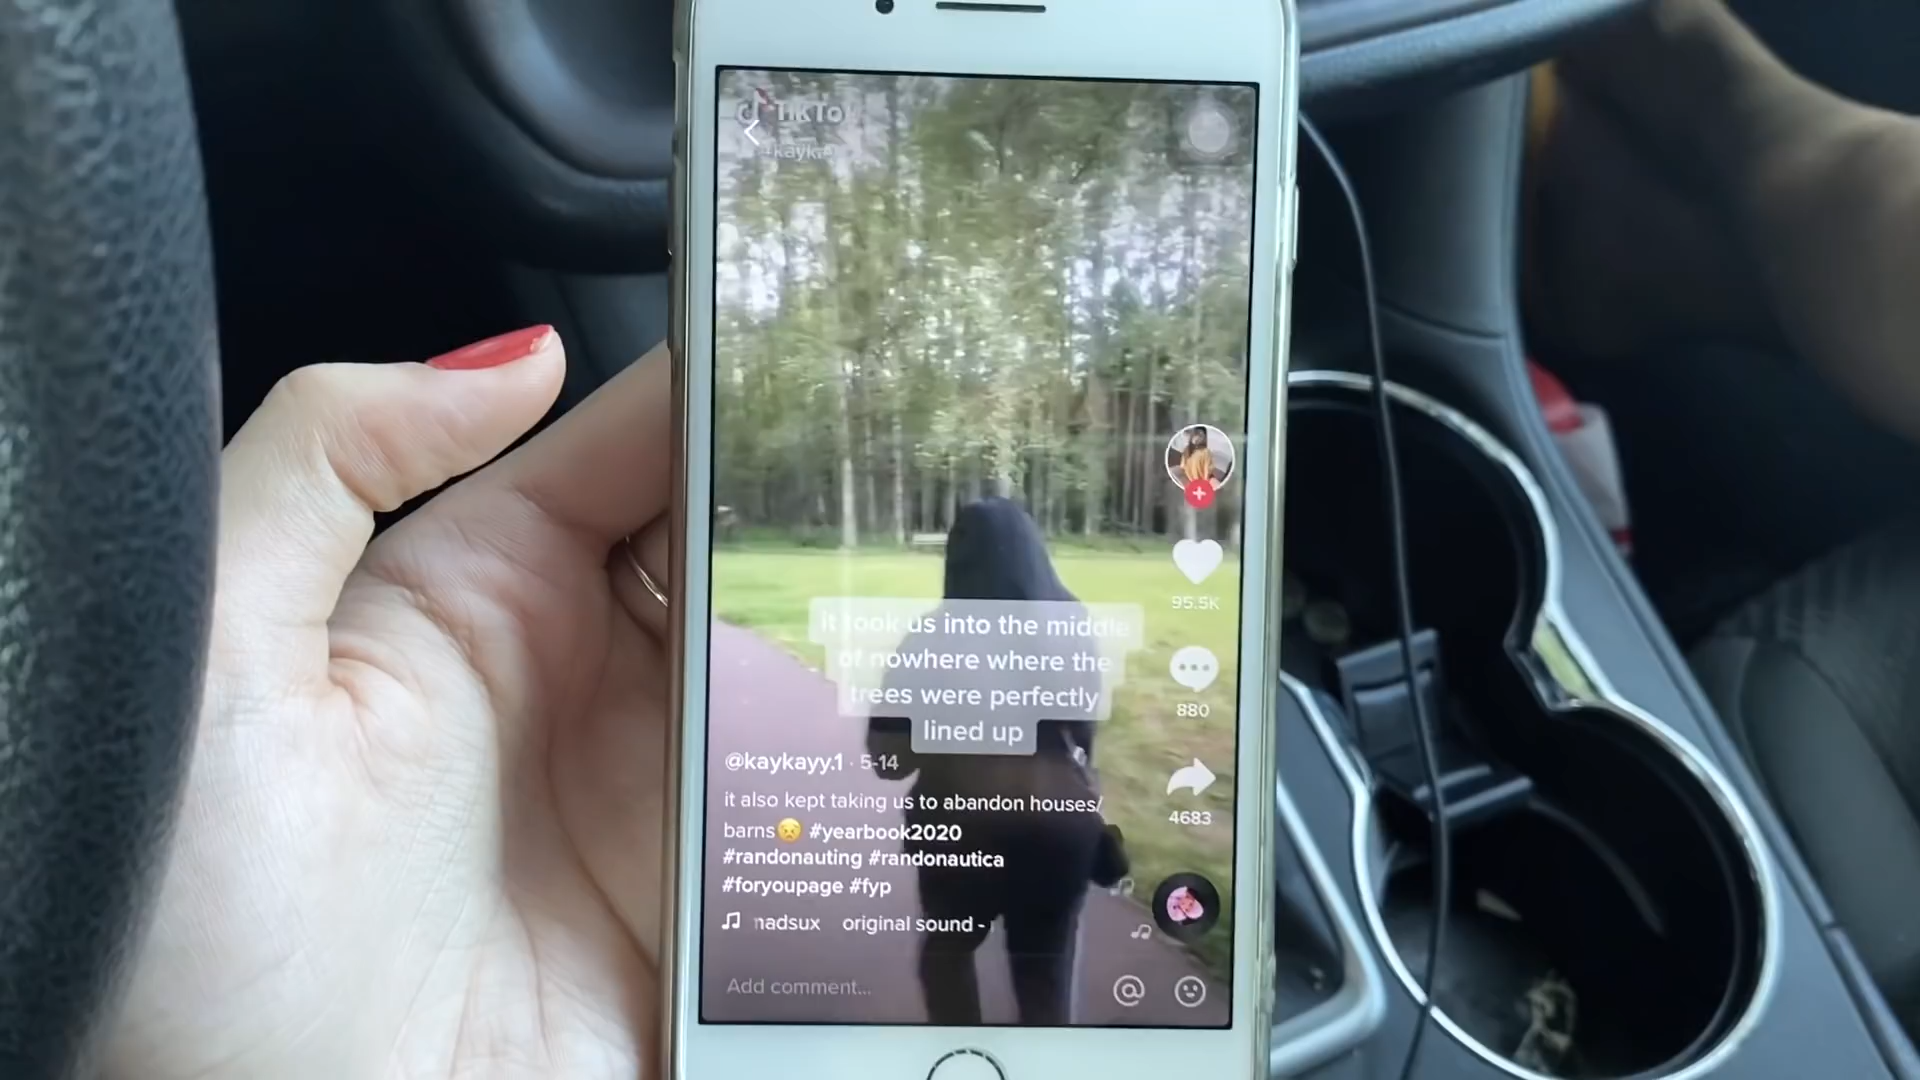 TikTo
it took us into the middle
of nowhere where the
trees were perfectly
lined up
95.5K
880
4683
@kaykayy.1 · 5-14
it also kept taking us to abandon houses/
barns😣 #yearbook2020
#randonauting #randonautica
#foryoupage #fyp
nadsux original sound -
Add comment...